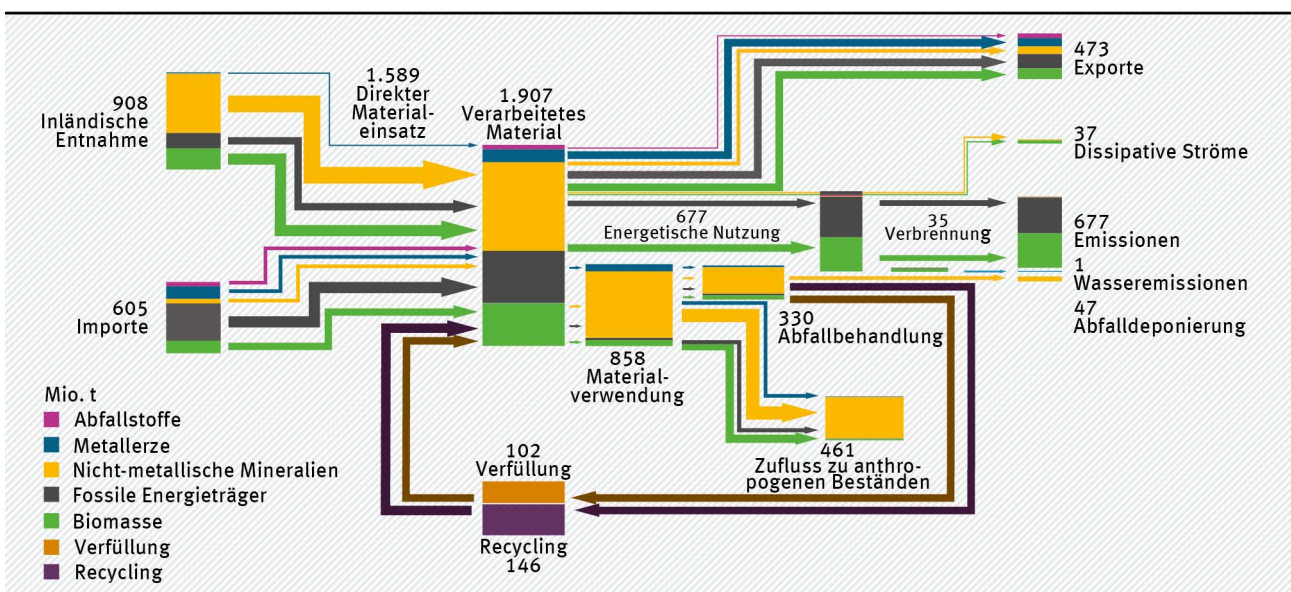 908
Inländische
Entnahme
1.589
Direkter
Material-
einsatz
1.907
Verarbeitetes
Material
473
Exporte
37
Dissipative Ströme
677
Energetische Nutzung
35
Verbrennung
677
Emissionen
1
Wasseremissionen
47
Abfalldeponierung
605
Importe
330
Abfallbehandlung
858
Material-
verwendung
461
Zufluss zu anthro-
pogenen Beständen
102
Verfüllung
Recycling
146
Mio. t
Abfallstoffe
Metallerze
Nicht-metallische Mineralien
Fossile Energieträger
Biomasse
Verfüllung
Recycling